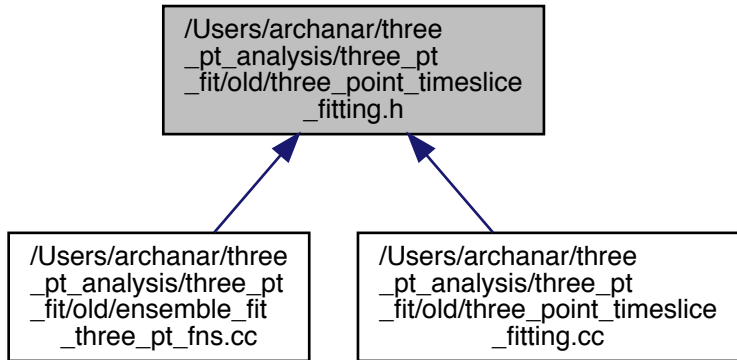 /Users/archanar/three
_pt_analysis/three_pt
_fit/old/three_point_timeslice
_fitting.h
/Users/archanar/three
_pt_analysis/three_pt
_fit/old/ensemble_fit
_three_pt_fns.cc
/Users/archanar/three
_pt_analysis/three_pt
_fit/old/three_point_timeslice
_fitting.cc